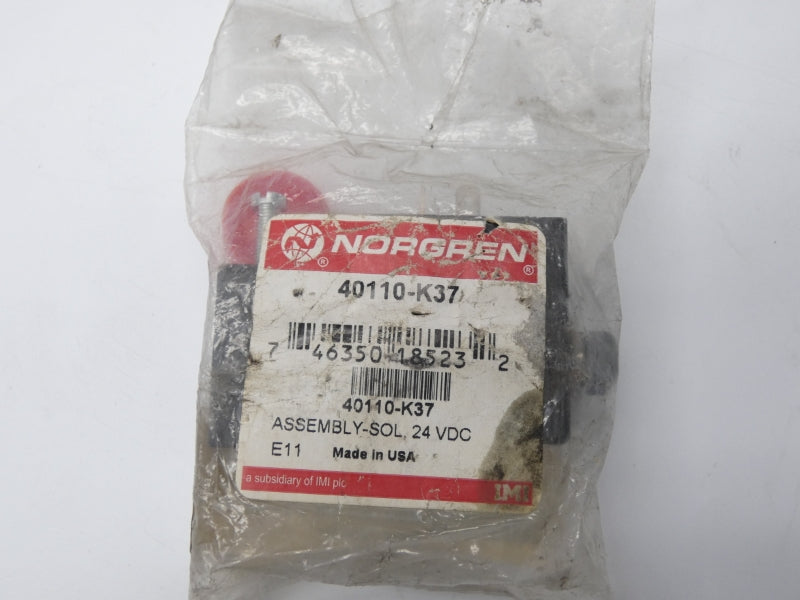 NORGREN®
40110-K37
7 46350 18523 2
40110-K37
ASSEMBLY-SOL, 24 VDC
E11 Made in USA
a subsidiary of IMI plc
IMI